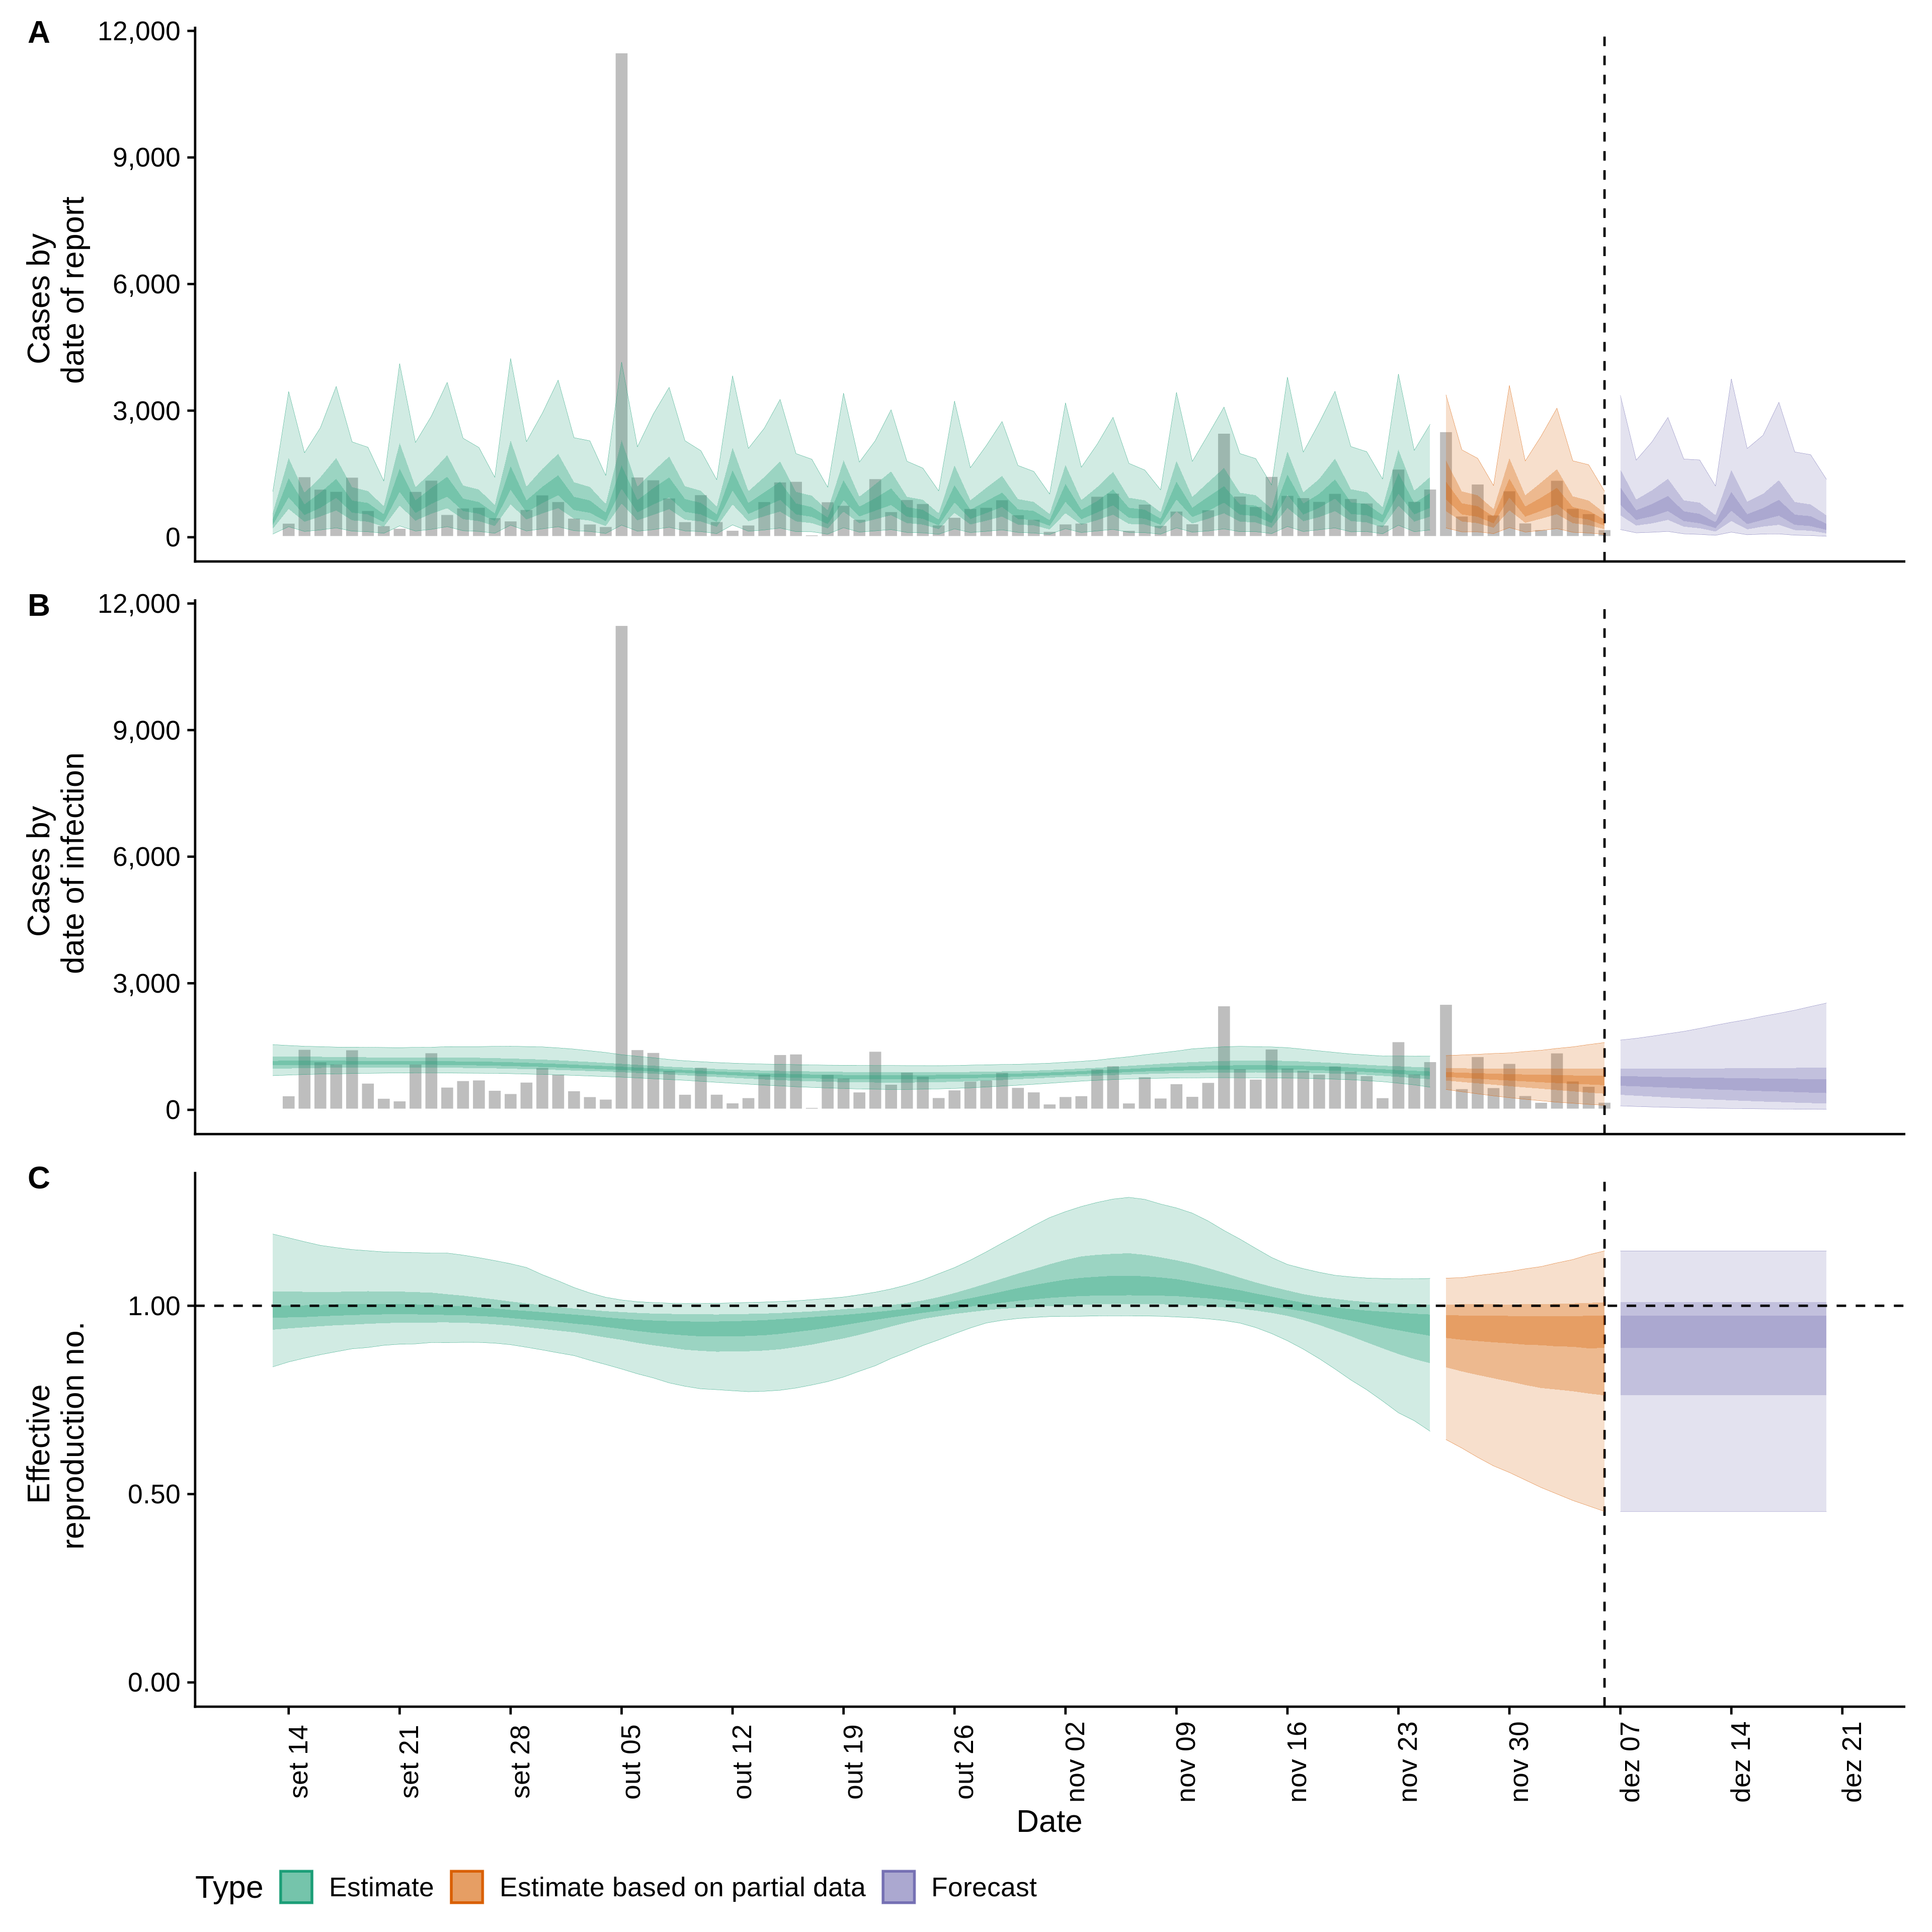 A
12,000
9,000
6,000
3,000
0
Cases by
date of report
B
12,000
9,000
6,000
3,000
0
Cases by
date of infection
C
1.00
0.50
0.00
Effective
reproduction no.
set 14
set 21
set 28
out 05
out 12
out 19
out 26
nov 02
nov 09
nov 16
nov 23
nov 30
dez 07
dez 14
dez 21
Date
Type Estimate Estimate based on partial data Forecast